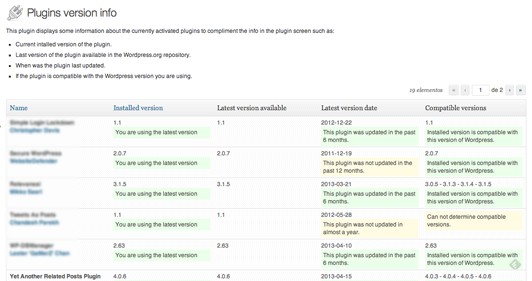 Plugins version info
This plugin displays some information about the currently activated plugins to compliment the info in the plugin screen such as:
Current intalled version of the plugin.
Last version of the plugin available in the Wordpress.org repository.
When was the plugin last updated.
If the plugin is compatible with the Wordpress version you are using.
19 elementos « ‹ 1 de 2 › »
Name Installed version Latest version available Latest version date Compatible versions
1.1 1.1 2012-12-22 1.1
You are using the latest version This plugin was updated in the past Installed version is compatible with
6 months. this version of Wordpress.
2.0.7 2.0.7 2011-12-19 2.0.7
You are using the latest version This plugin was not updated in the Installed version is compatible with
past 12 months. this version of Wordpress.
3.1.5 3.1.5 2013-03-21 3.0.5 - 3.1.3 - 3.1.4 - 3.1.5
You are using the latest version This plugin was updated in the past Installed version is compatible with
6 months. this version of Wordpress.
1.1 1.1 2012-05-28 Can not determine compatible
You are using the latest version This plugin was not updated in versions.
almost a year.
2.63 2.63 2013-04-10 2.63
You are using the latest version This plugin was updated in the past Installed version is compatible with
6 months. this version of Wordpress.
Yet Another Related Posts Plugin 4.0.6 4.0.6 2013-04-15 4.0.3 - 4.0.4 - 4.0.5 - 4.0.6